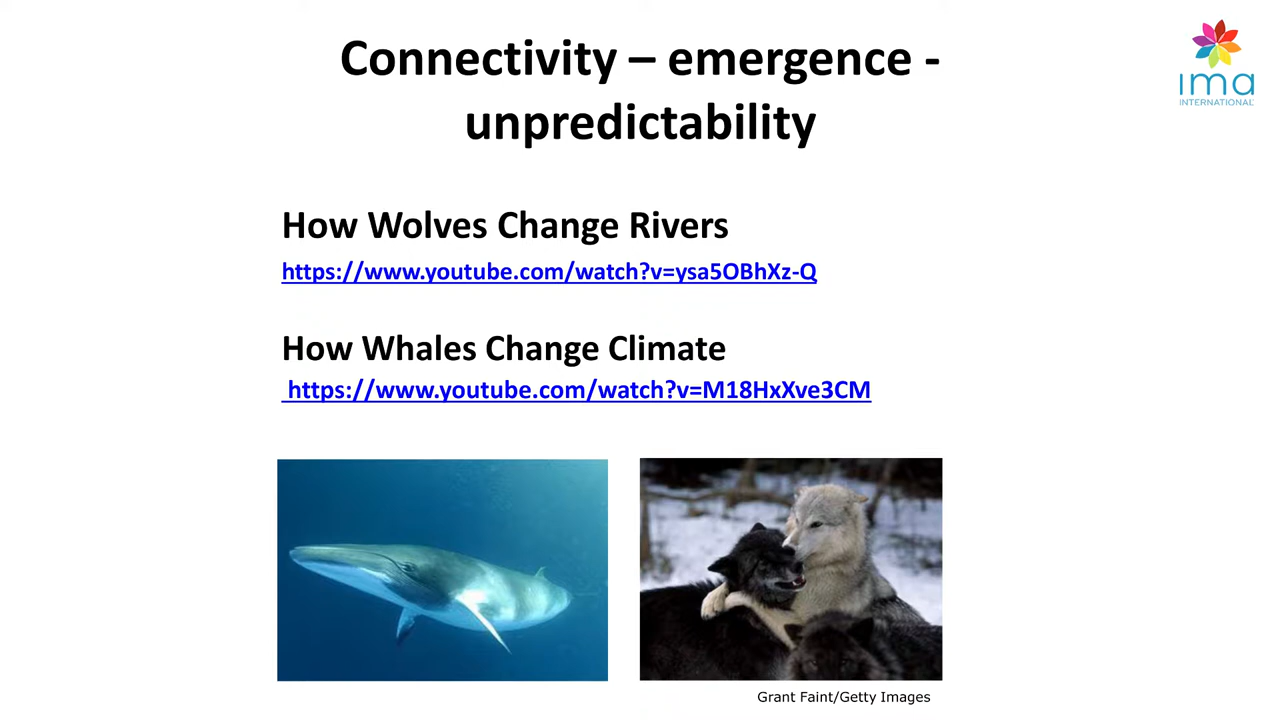 Connectivity – emergence -
unpredictability
ima
INTERNATIONAL
How Wolves Change Rivers
https://www.youtube.com/watch?v=ysa5OBhXz-Q
How Whales Change Climate
https://www.youtube.com/watch?v=M18HxXve3CM
Grant Faint/Getty Images